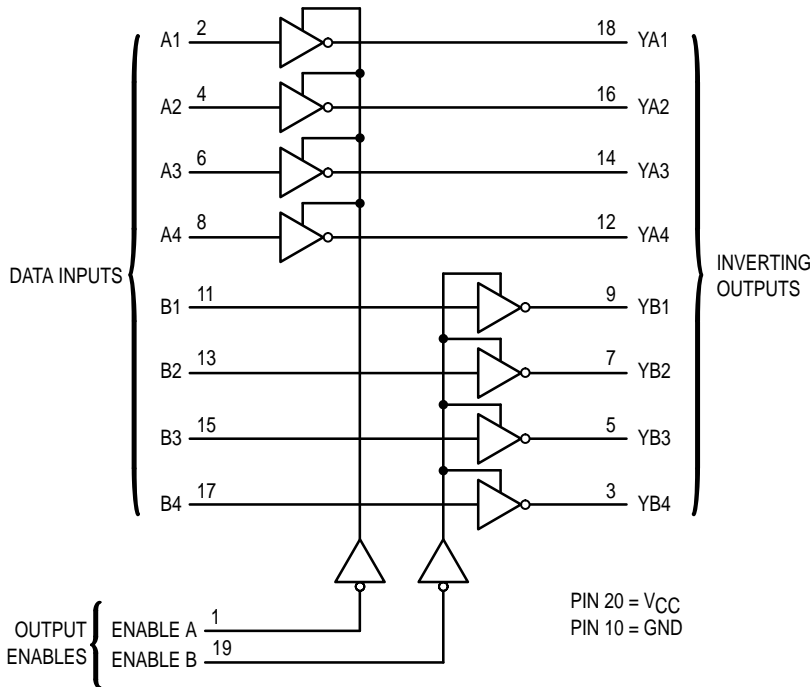 A1 2 18 YA1
A2 4 16 YA2
A3 6 14 YA3
A4 8 12 YA4
DATA INPUTS
INVERTING
OUTPUTS
B1 11 9 YB1
B2 13 7 YB2
B3 15 5 YB3
B4 17 3 YB4
OUTPUT
ENABLES
ENABLE A 1
ENABLE B 19
PIN 20 = VCC
PIN 10 = GND